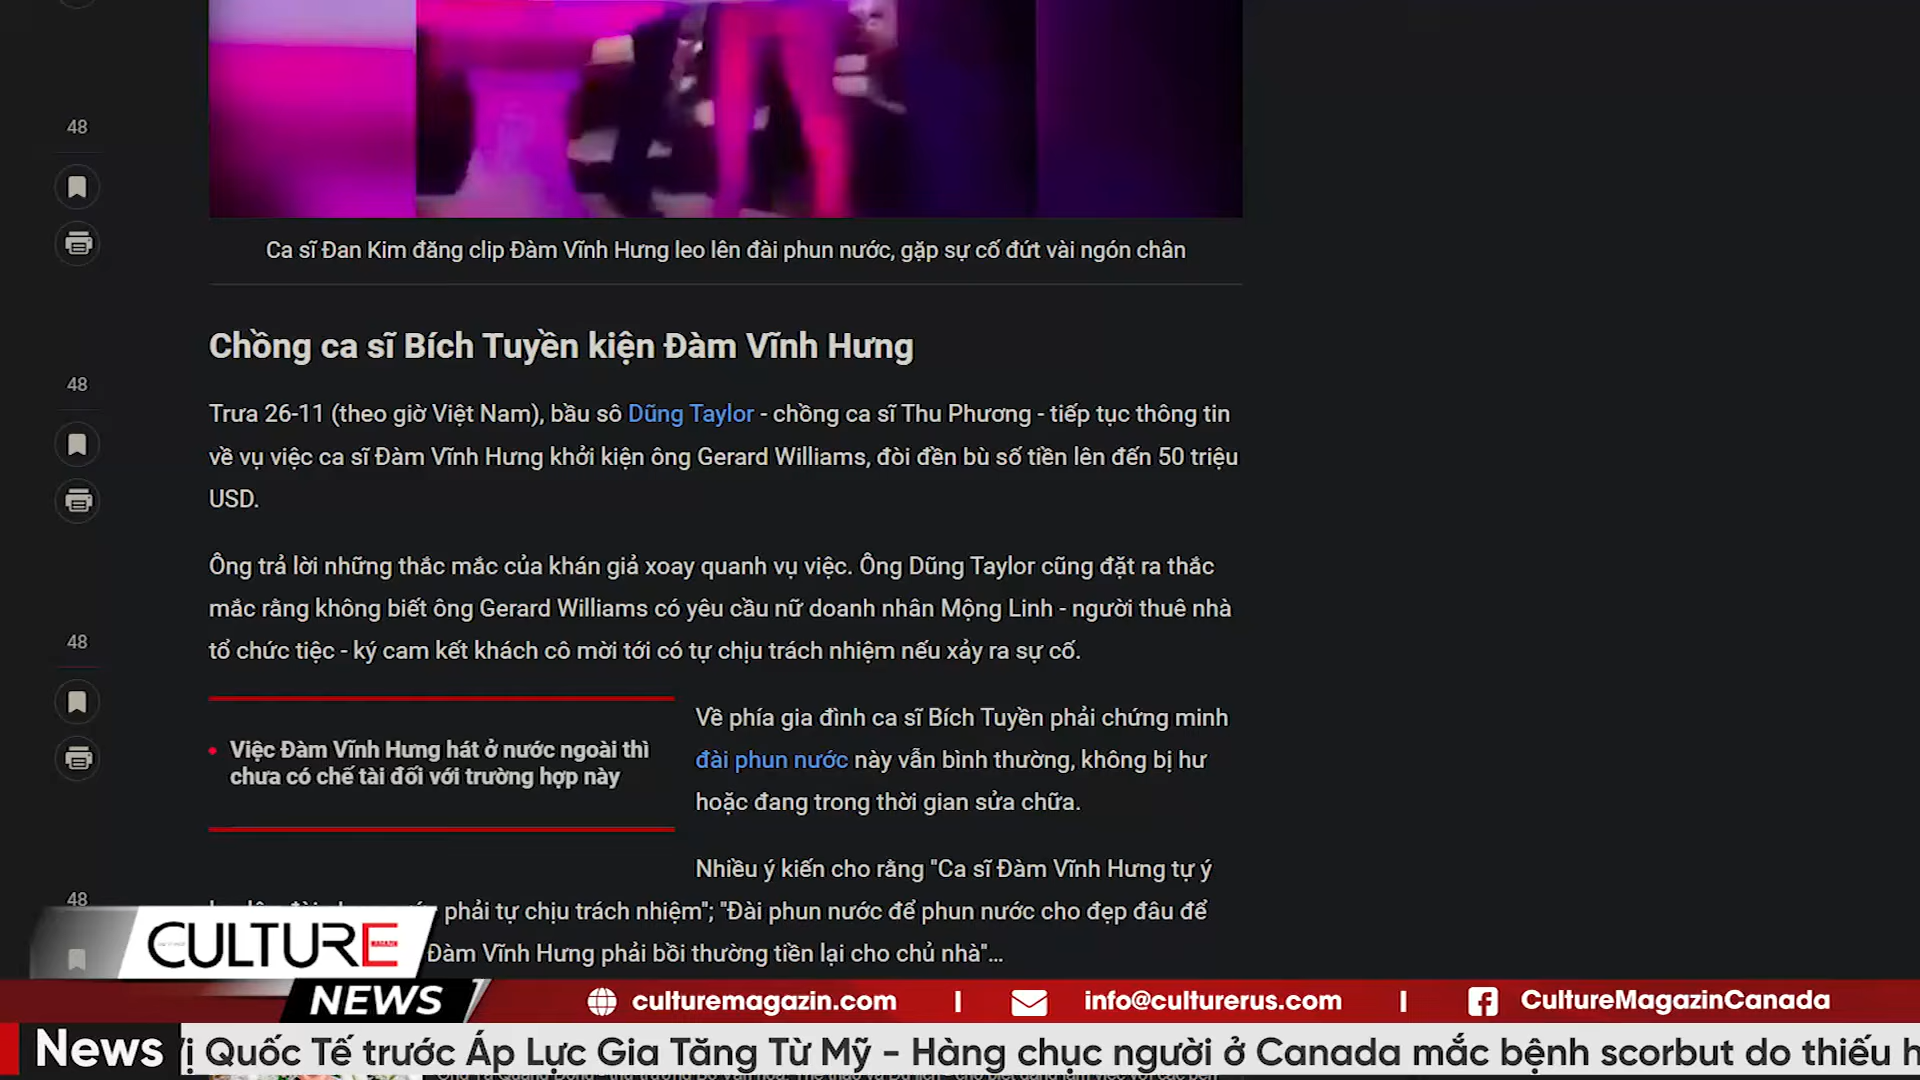 48
Ca sĩ Đan Kim đăng clip Đàm Vĩnh Hưng leo lên đài phun nước, gặp sự cố đứt vài ngón chân
Chồng ca sĩ Bích Tuyền kiện Đàm Vĩnh Hưng
48
Trưa 26-11 (theo giờ Việt Nam), bầu sô Dũng Taylor - chồng ca sĩ Thu Phương - tiếp tục thông tin
về vụ việc ca sĩ Đàm Vĩnh Hưng khởi kiện ông Gerard Williams, đòi đền bù số tiền lên đến 50 triệu
USD.
Ông trả lời những thắc mắc của khán giả xoay quanh vụ việc. Ông Dũng Taylor cũng đặt ra thắc
mắc rằng không biết ông Gerard Williams có yêu cầu nữ doanh nhân Mộng Linh - người thuê nhà
tổ chức tiệc - ký cam kết khách cô mời tới có tự chịu trách nhiệm nếu xảy ra sự cố.
48
Việc Đàm Vĩnh Hưng hát ở nước ngoài thì
chưa có chế tài đối với trường hợp này
Về phía gia đình ca sĩ Bích Tuyền phải chứng minh
đài phun nước này vẫn bình thường, không bị hư
hoặc đang trong thời gian sửa chữa.
Nhiều ý kiến cho rằng "Ca sĩ Đàm Vĩnh Hưng tự ý
phải tự chịu trách nhiệm"; "Đài phun nước để phun nước cho đẹp đâu để
Đàm Vĩnh Hưng phải bồi thường tiền lại cho chủ nhà"...
48
CULTURE
NEWS
culturemagazin.com | info@culturerus.com | CultureMagazinCanada
News
Quốc Tế trước Áp Lực Gia Tăng Từ Mỹ - Hàng chục người ở Canada mắc bệnh scorbut do thiếu